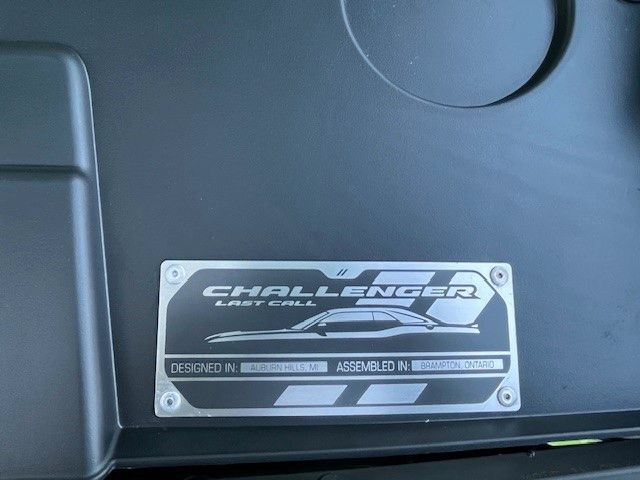 CHALLENGER
LAST CALL
DESIGNED IN: AUBURN HILLS, MI ASSEMBLED IN: BRAMPTON, ONTARIO